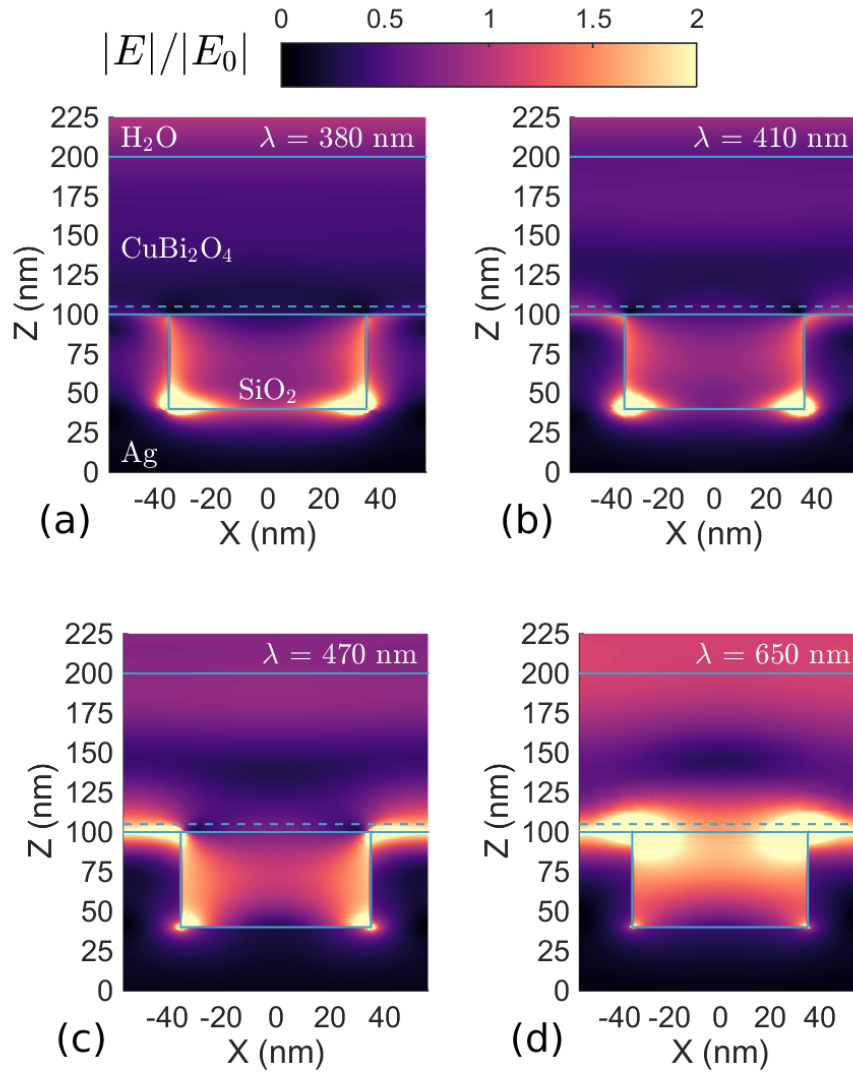 0 0.5 1 1.5 2
|E|/|E₀|
225
200
175
150
125
100
75
50
25
0
Z (nm)
H₂O λ = 380 nm
CuBi₂O₄
SiO₂
Ag
-40 -20 0 20 40
X (nm)
(a)
225
200
175
150
125
100
75
50
25
0
Z (nm)
λ = 410 nm
-40 -20 0 20 40
X (nm)
(b)
225
200
175
150
125
100
75
50
25
0
Z (nm)
λ = 470 nm
-40 -20 0 20 40
X (nm)
(c)
225
200
175
150
125
100
75
50
25
0
Z (nm)
λ = 650 nm
-40 -20 0 20 40
X (nm)
(d)